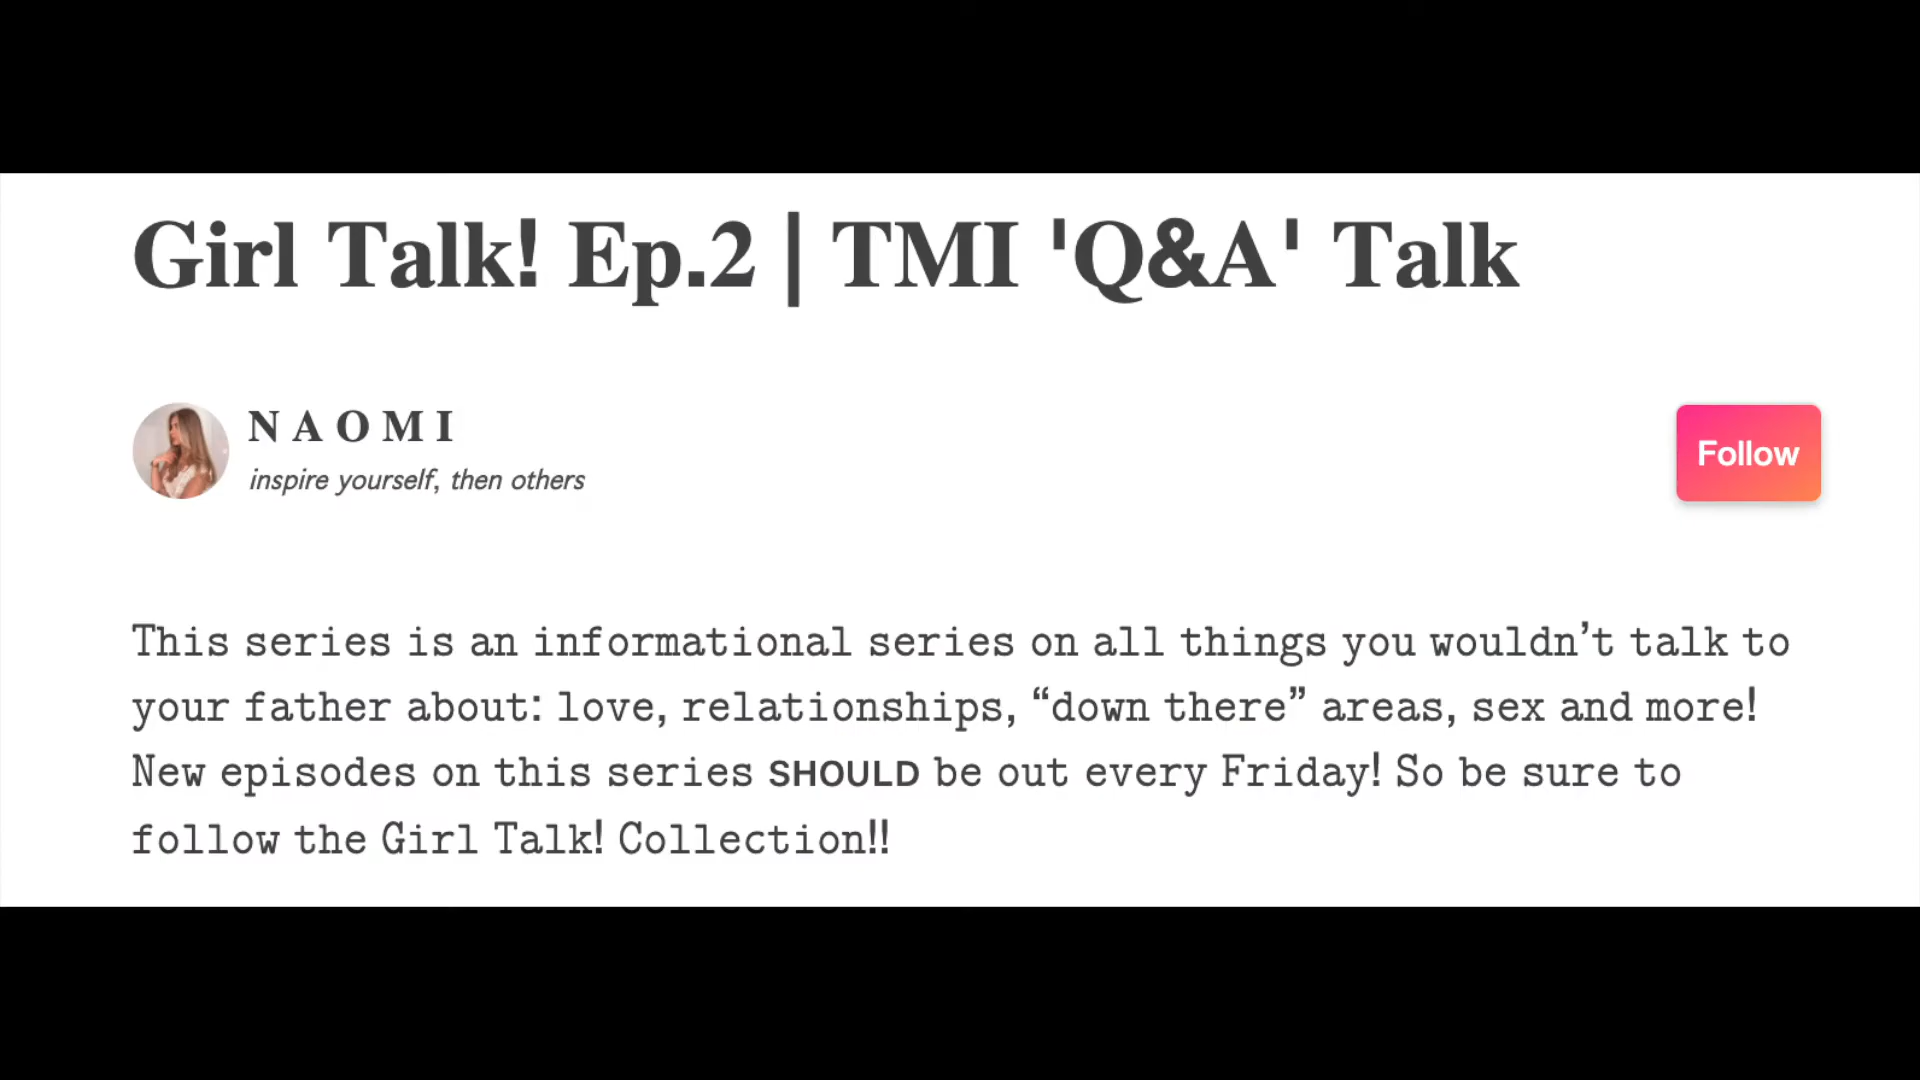 Girl Talk! Ep.2 | TMI 'Q&A' Talk
N A O M I
inspire yourself, then others
Follow
This series is an informational series on all things you wouldn’t talk to
your father about: love, relationships, “down there” areas, sex and more!
New episodes on this series SHOULD be out every Friday! So be sure to
follow the Girl Talk! Collection!!